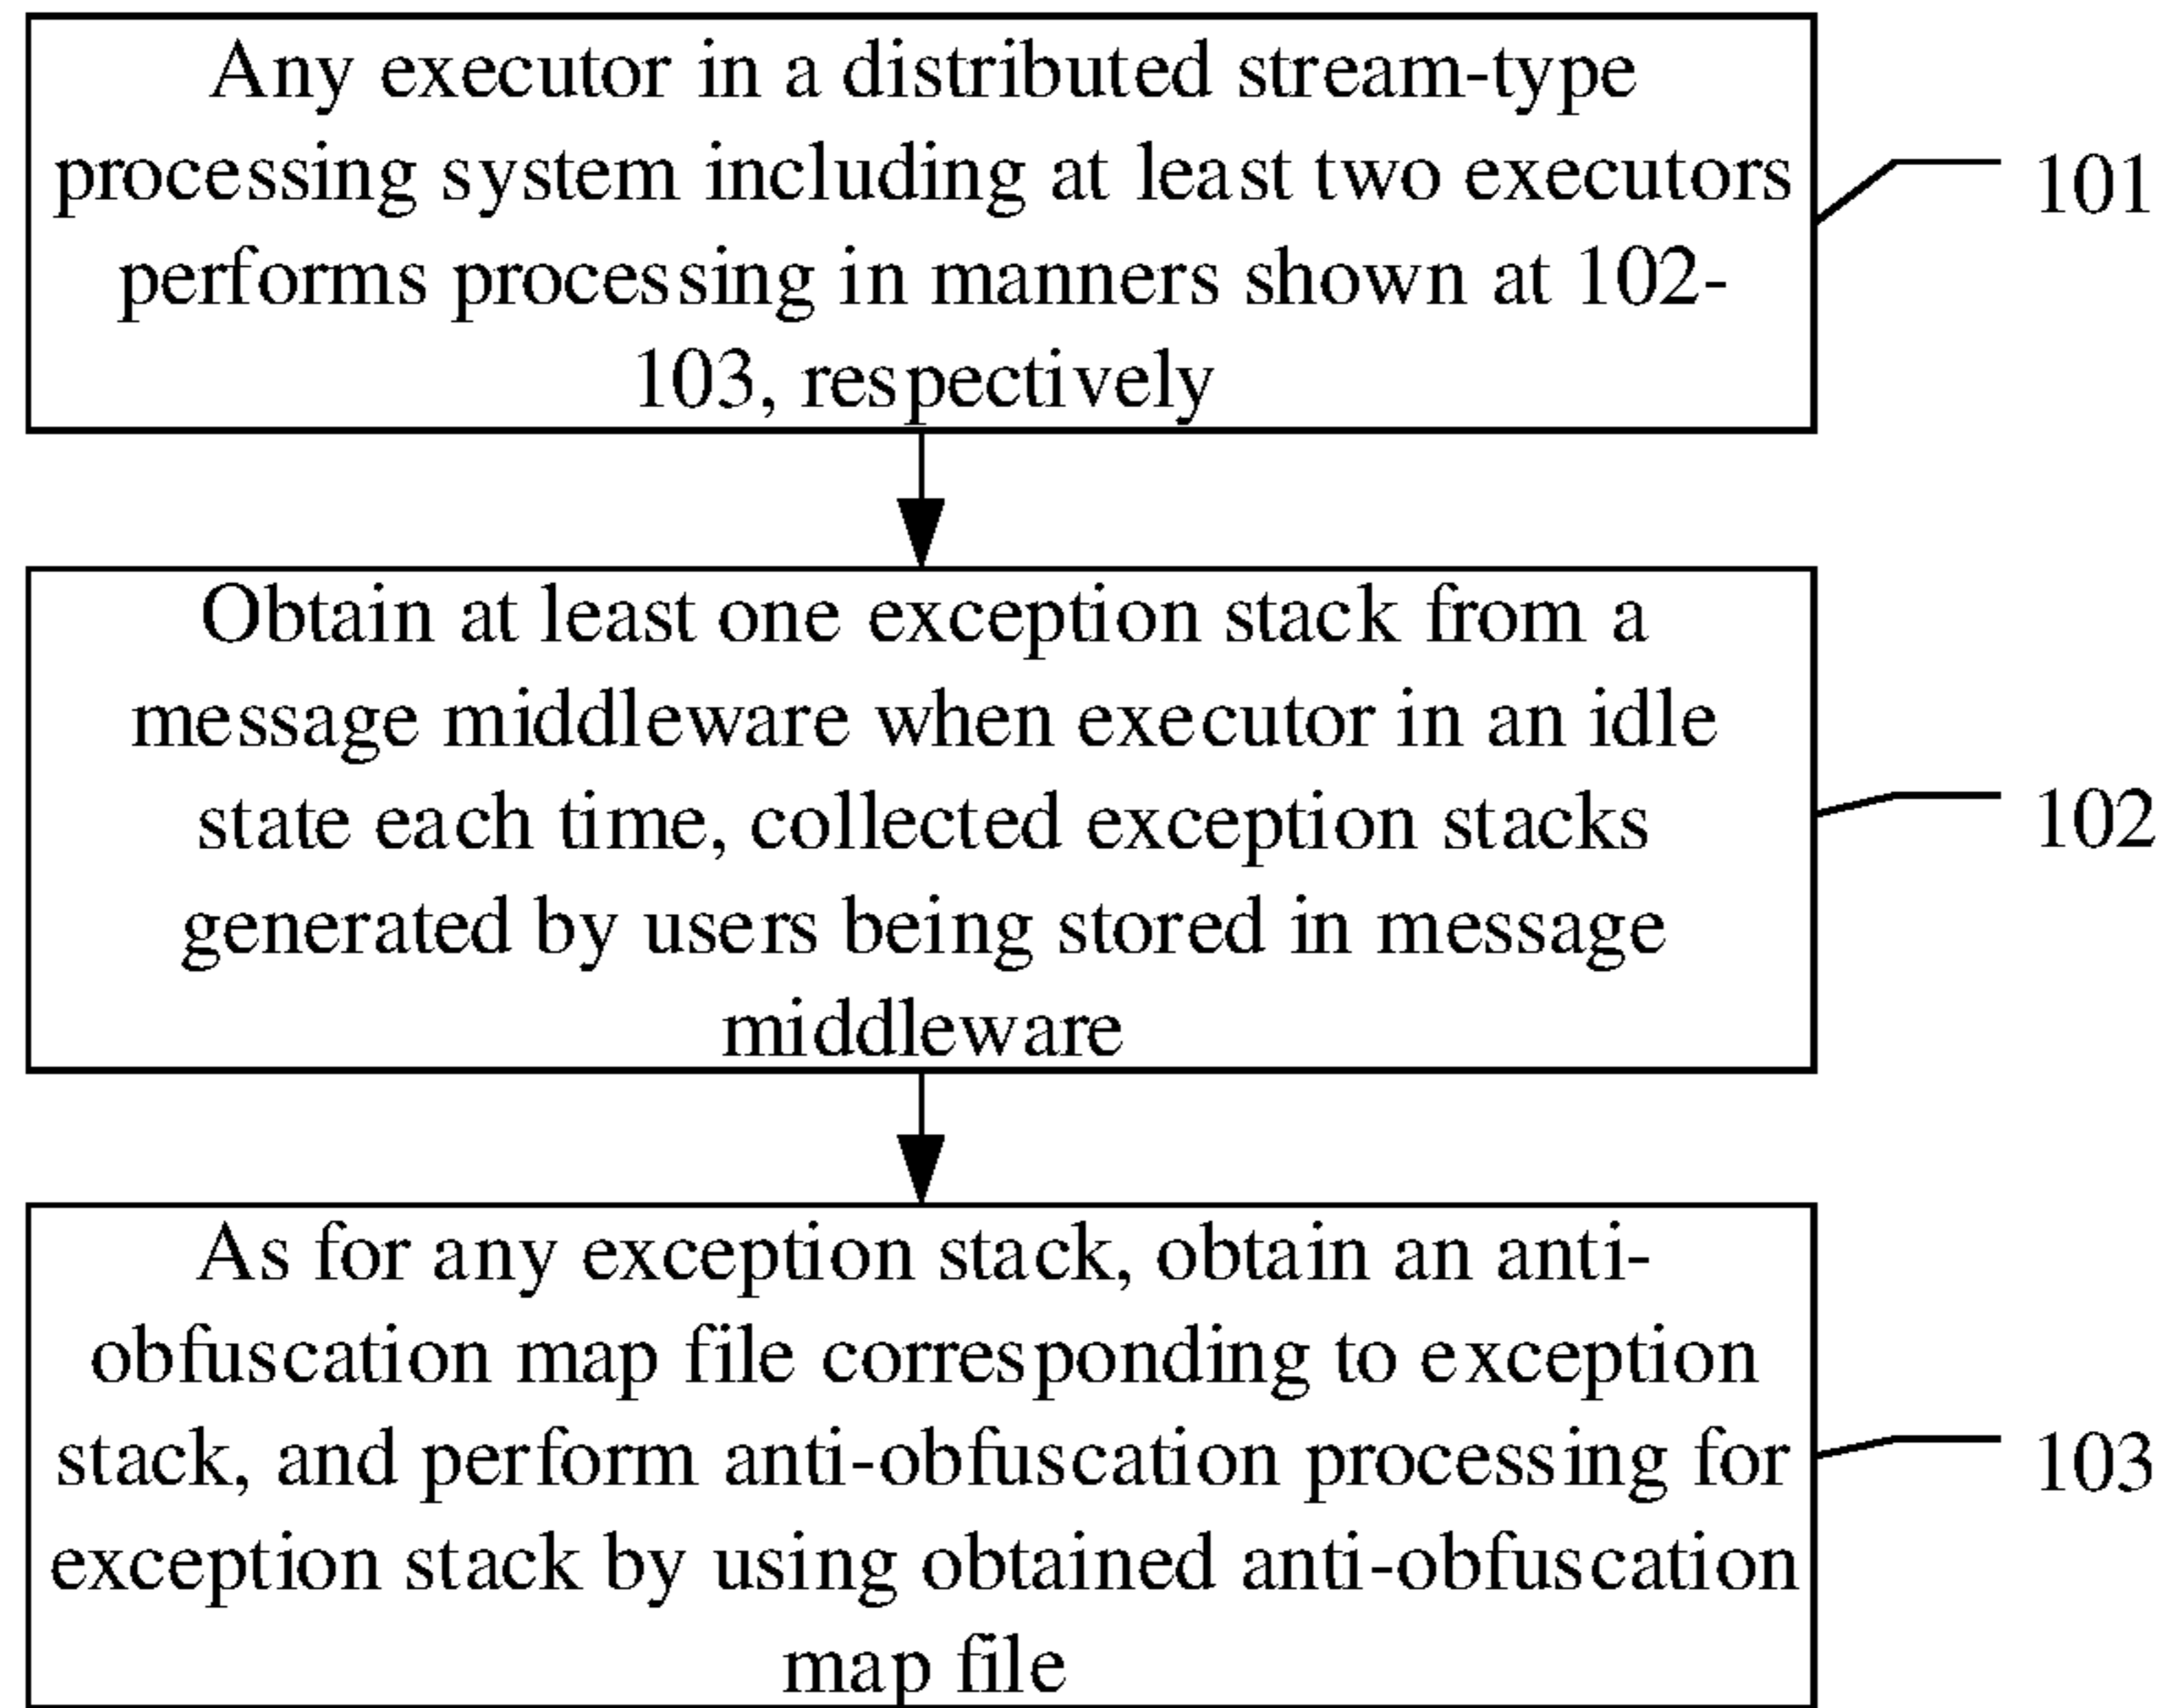 Any executor in a distributed stream-type
processing system including at least two executors
performs processing in manners shown at 102-
103, respectively
101
Obtain at least one exception stack from a
message middleware when executor in an idle
state each time, collected exception stacks
generated by users being stored in message
middleware
102
As for any exception stack, obtain an anti-
obfuscation map file corresponding to exception
stack, and perform anti-obfuscation processing for
exception stack by using obtained anti-obfuscation
map file
103